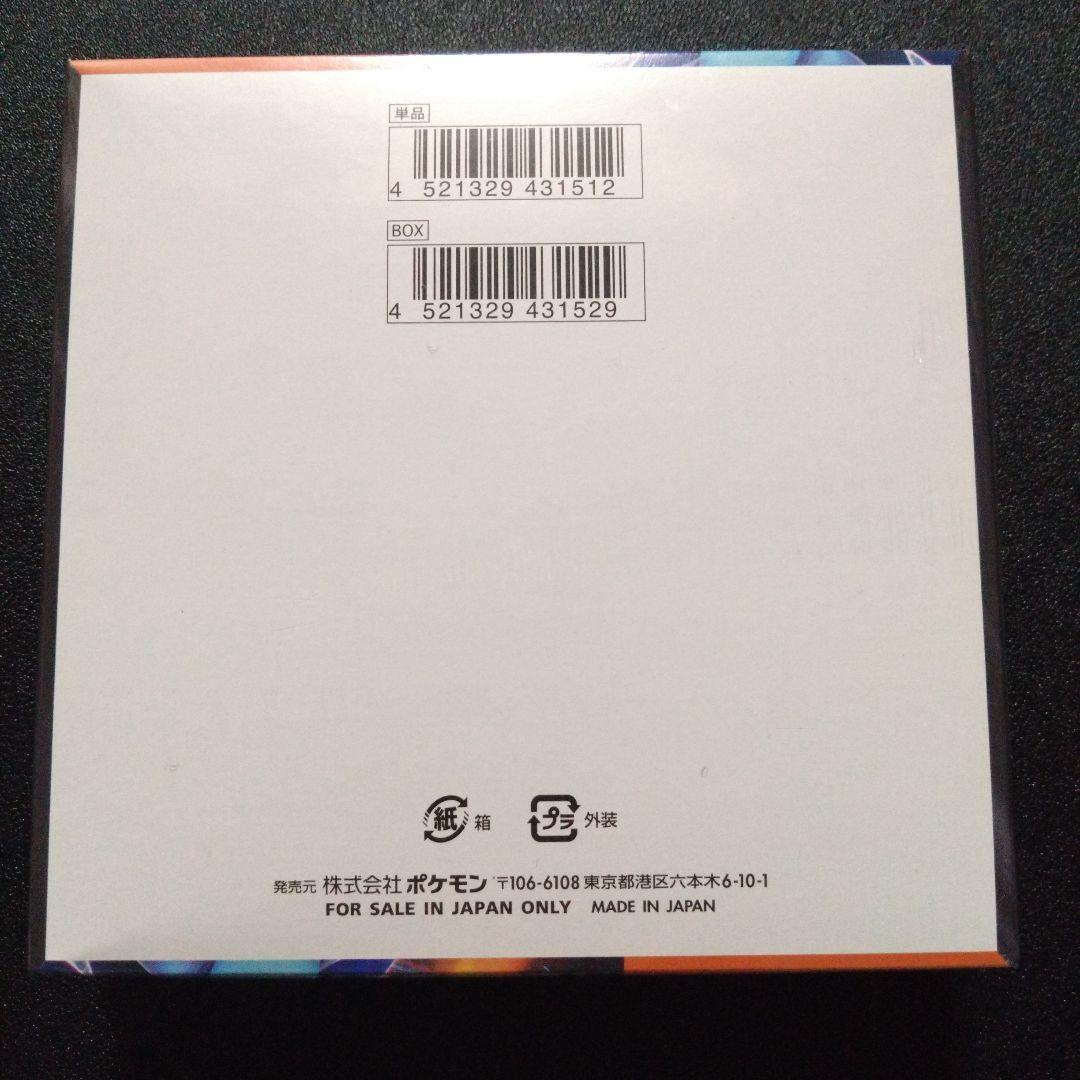 単品
4 521329 431512
BOX
4 521329 431529
紙 箱 プラ 外装
発売元 株式会社 ポケモン 〒106-6108 東京都港区六本木6-10-1
FOR SALE IN JAPAN ONLY MADE IN JAPAN